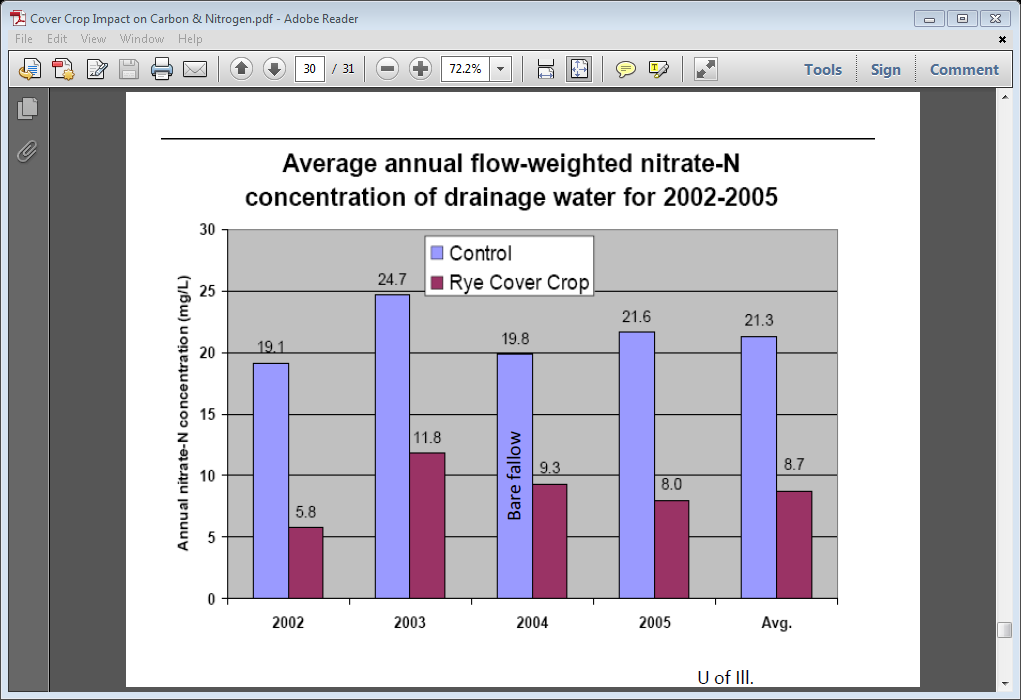 Cover Crop Impact on Carbon & Nitrogen.pdf - Adobe Reader
File Edit View Window Help
30 / 31 72.2% Tools Sign Comment
Average annual flow-weighted nitrate-N
concentration of drainage water for 2002-2005
Annual nitrate-N concentration (mg/L)
30
25
20
15
10
5
0
Control
Rye Cover Crop
19.1
5.8
24.7
11.8
19.8
Bare fallow
9.3
21.6
8.0
21.3
8.7
2002 2003 2004 2005 Avg.
U of Ill.